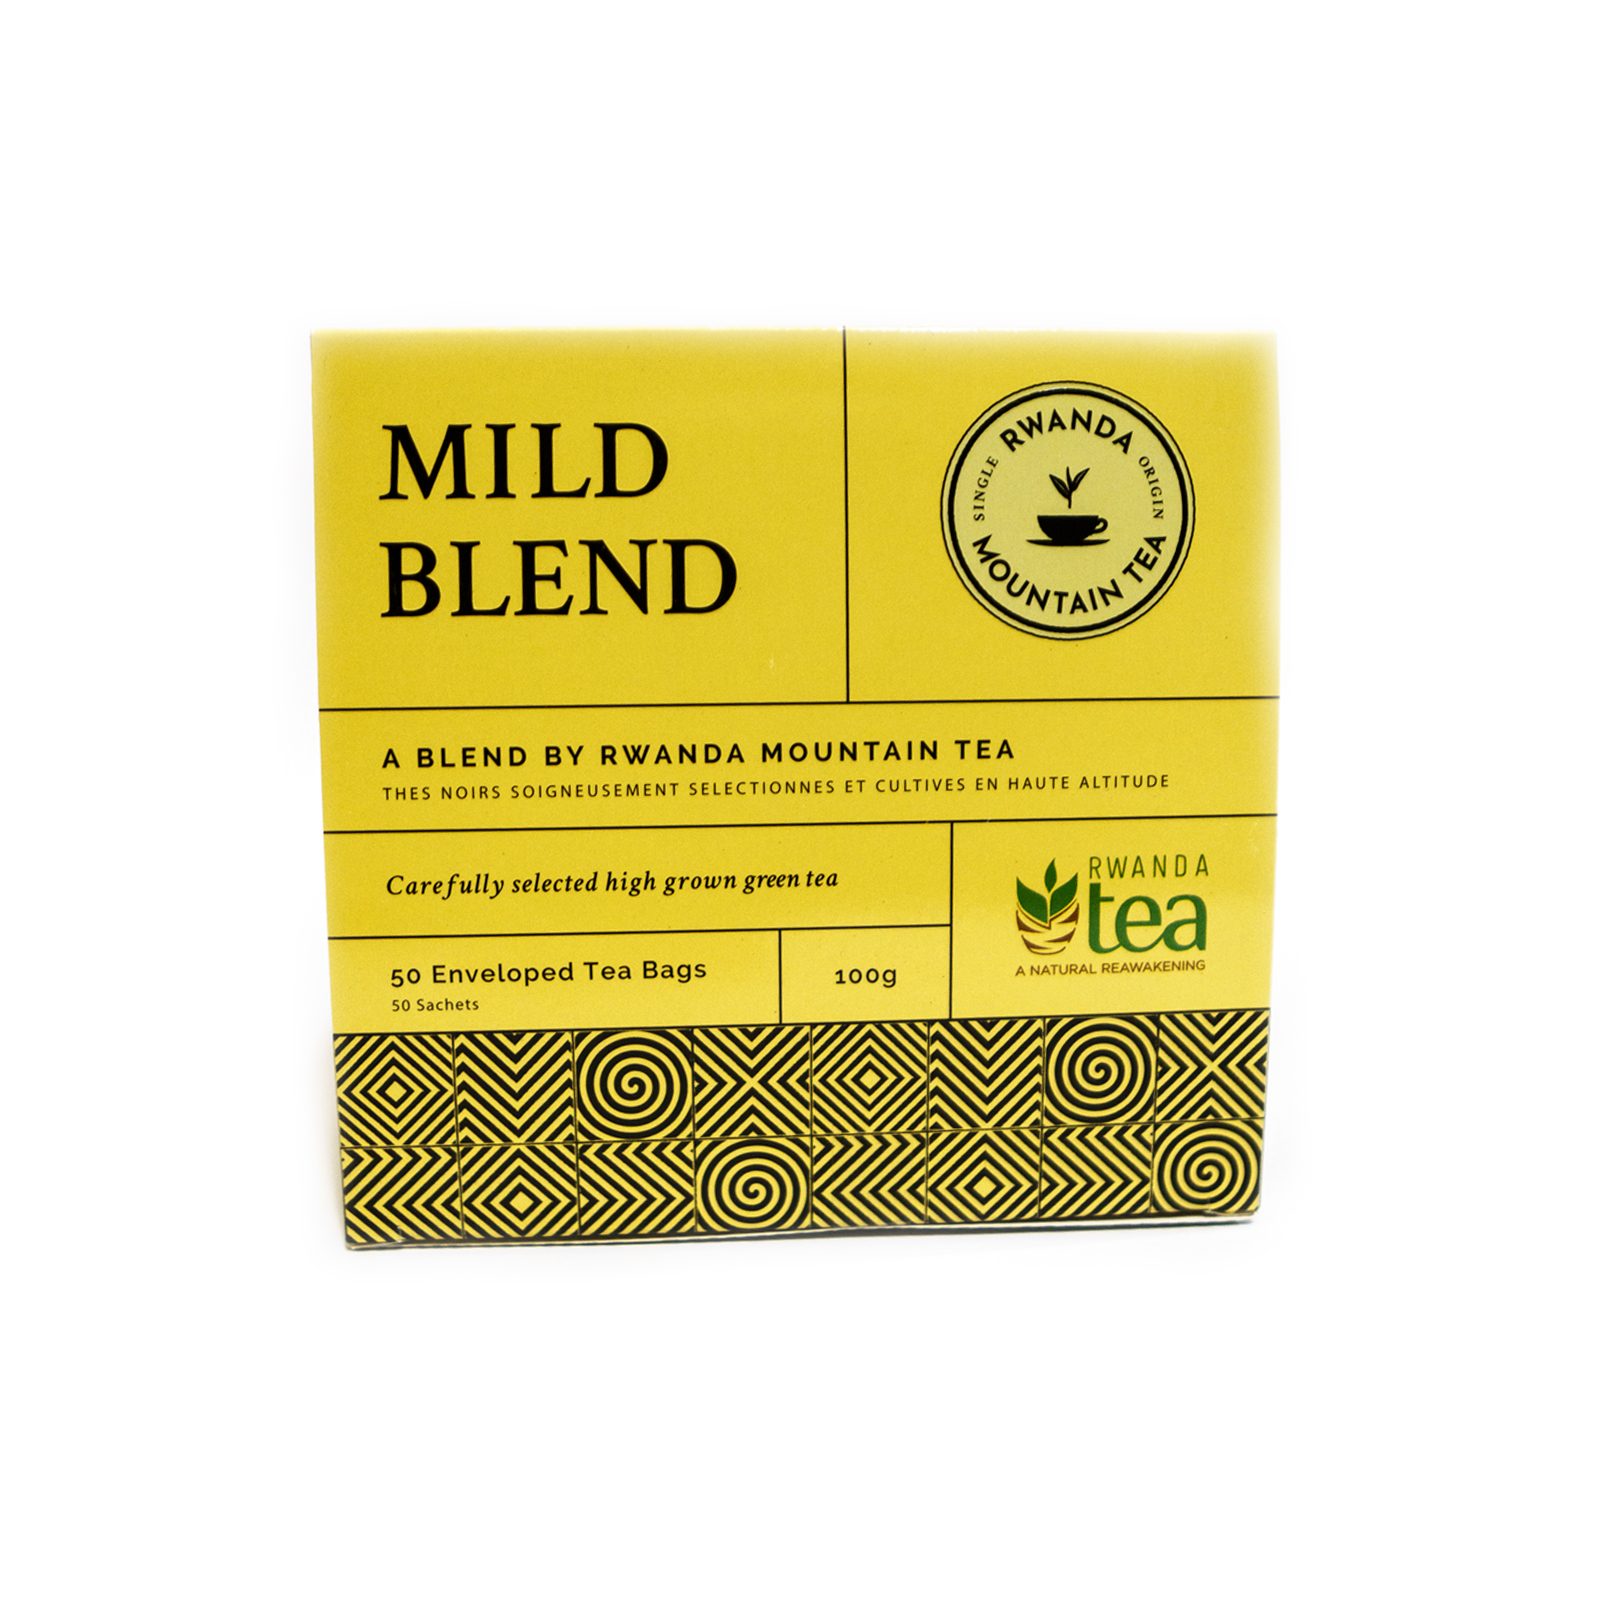 MILD
BLEND
RWANDA
SINGLE ORIGIN
MOUNTAIN TEA
A BLEND BY RWANDA MOUNTAIN TEA
THES NOIRS SOIGNEUSEMENT SELECTIONNES ET CULTIVES EN HAUTE ALTITUDE
Carefully selected high grown green tea
50 Enveloped Tea Bags
50 Sachets
100g
RWANDA
tea
A NATURAL REAWAKENING